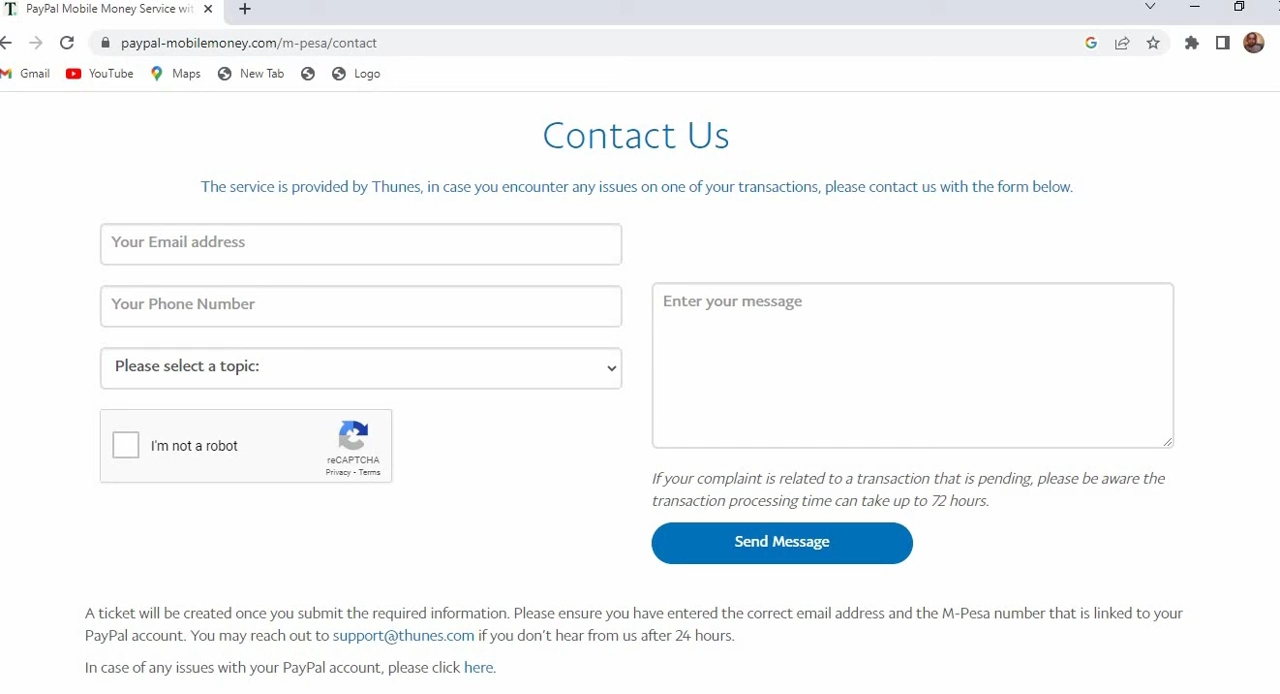 PayPal Mobile Money Service wit
paypal-mobilemoney.com/m-pesa/contact
Gmail YouTube Maps New Tab Logo
Contact Us
The service is provided by Thunes, in case you encounter any issues on one of your transactions, please contact us with the form below.
Your Email address
Your Phone Number
Enter your message
Please select a topic:
I'm not a robot
reCAPTCHA
Privacy - Terms
If your complaint is related to a transaction that is pending, please be aware the
transaction processing time can take up to 72 hours.
Send Message
A ticket will be created once you submit the required information. Please ensure you have entered the correct email address and the M-Pesa number that is linked to your
PayPal account. You may reach out to support@thunes.com if you don't hear from us after 24 hours.
In case of any issues with your PayPal account, please click here.